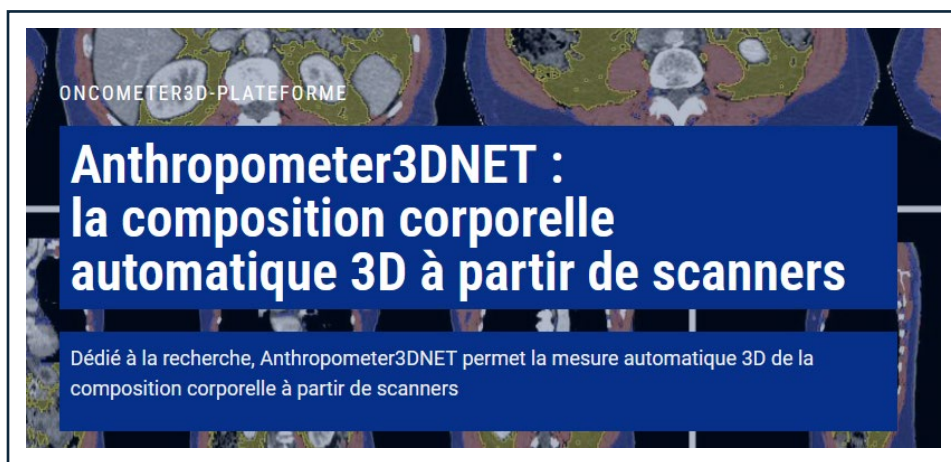 ONCOMETER3D-PLATEFORME
Anthropometer3DNET :
la composition corporelle
automatique 3D à partir de scanners
Dédié à la recherche, Anthropometer3DNET permet la mesure automatique 3D de la
composition corporelle à partir de scanners